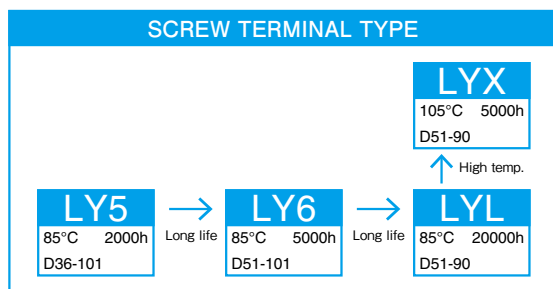 SCREW TERMINAL TYPE
LYX
105°C 5000h
D51-90
High temp.
LY5
85°C 2000h
D36-101
Long life
LY6
85°C 5000h
D51-101
Long life
LYL
85°C 20000h
D51-90